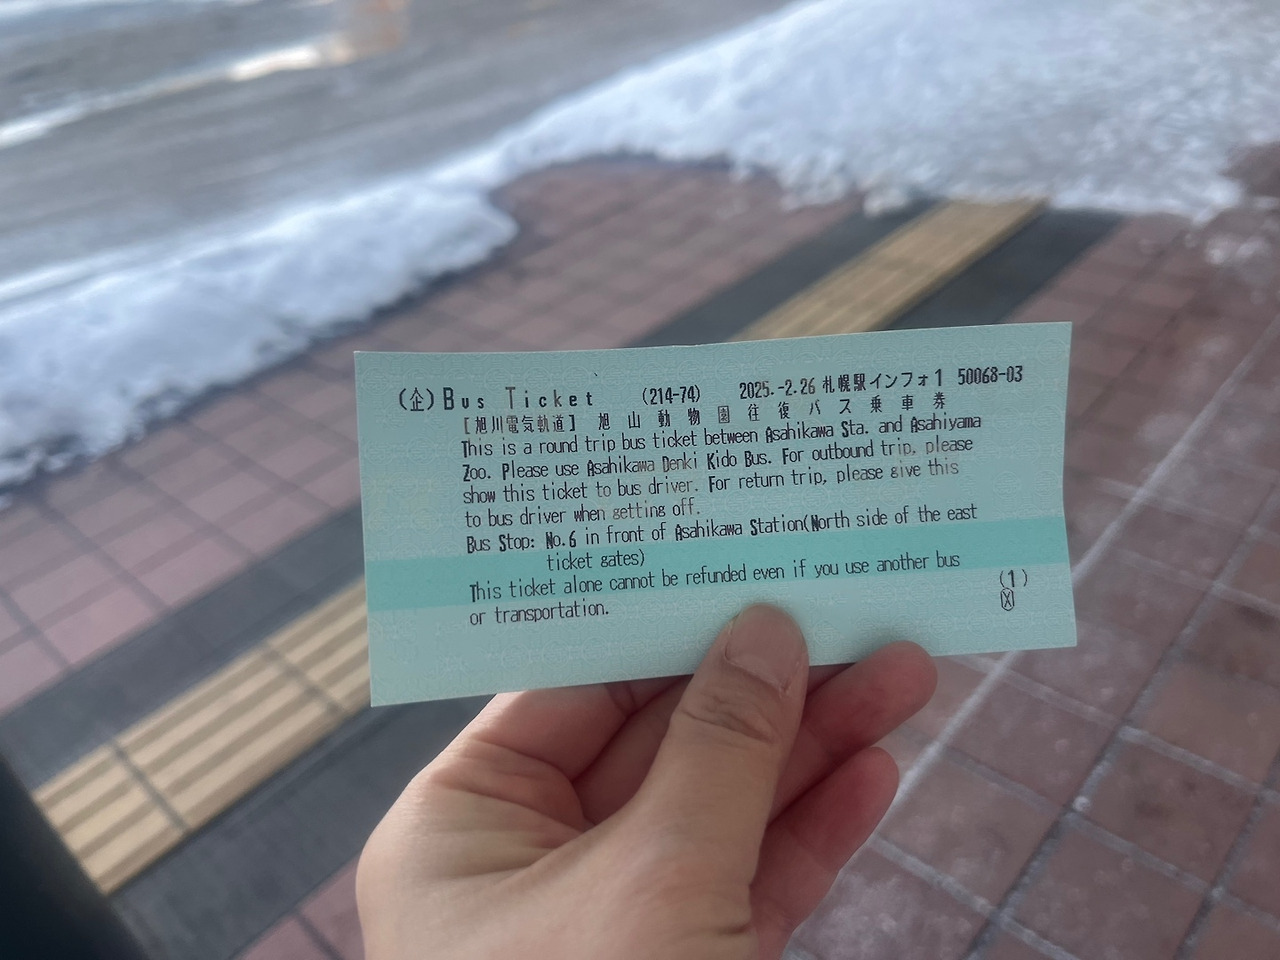 (企)Bus Ticket (214-74) 2025.-2.26 札幌駅インフォ1 50068-03
[旭川電気軌道] 旭山動物園往復バス乗車券
This is a round trip bus ticket between Asahikawa Sta. and Asahiyama
Zoo. Please use Asahikawa Denki Kido Bus. For outbound trip, please
show this ticket to bus driver. For return trip, please give this
to bus driver when getting off.
Bus Stop: No.6 in front of Asahikawa Station(North side of the east
ticket gates)
This ticket alone cannot be refunded even if you use another bus
or transportation.
(1)
X